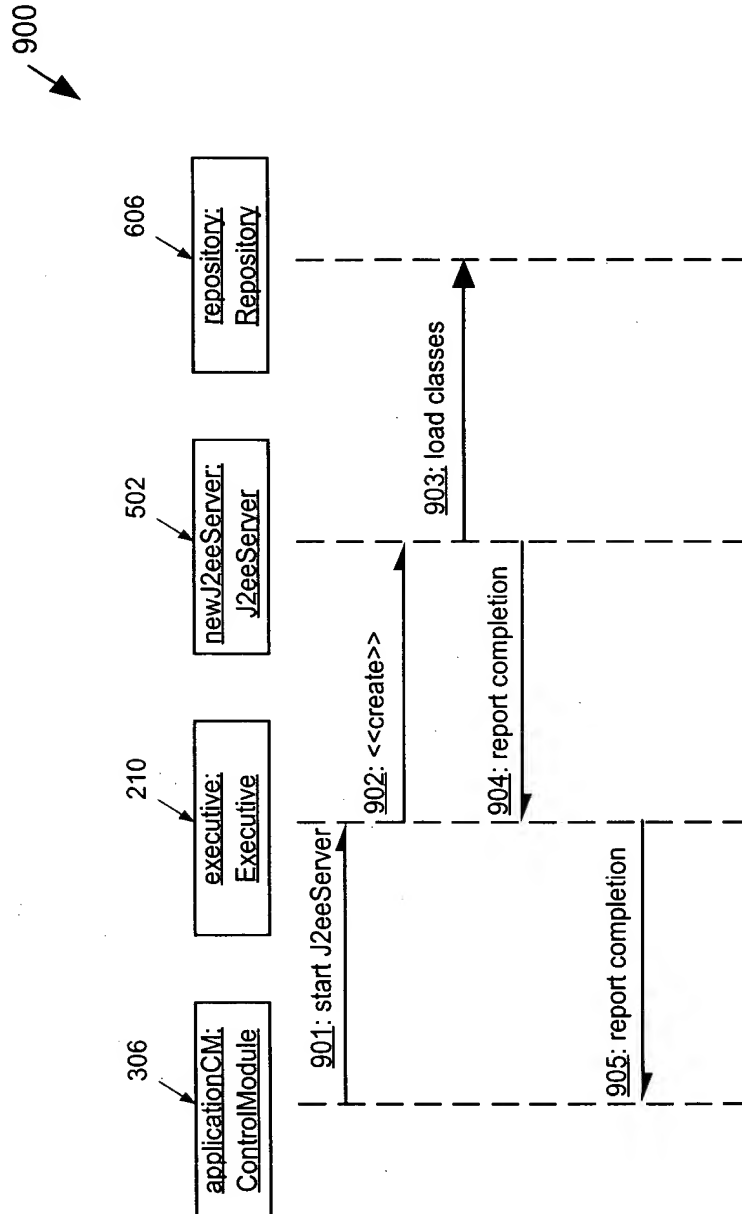 900
306
210
502
606
applicationCM:
ControlModule
executive:
Executive
newJ2eeServer:
J2eeServer
repository:
Repository
901: start J2eeServer
902: <<create>>
903: load classes
904: report completion
905: report completion